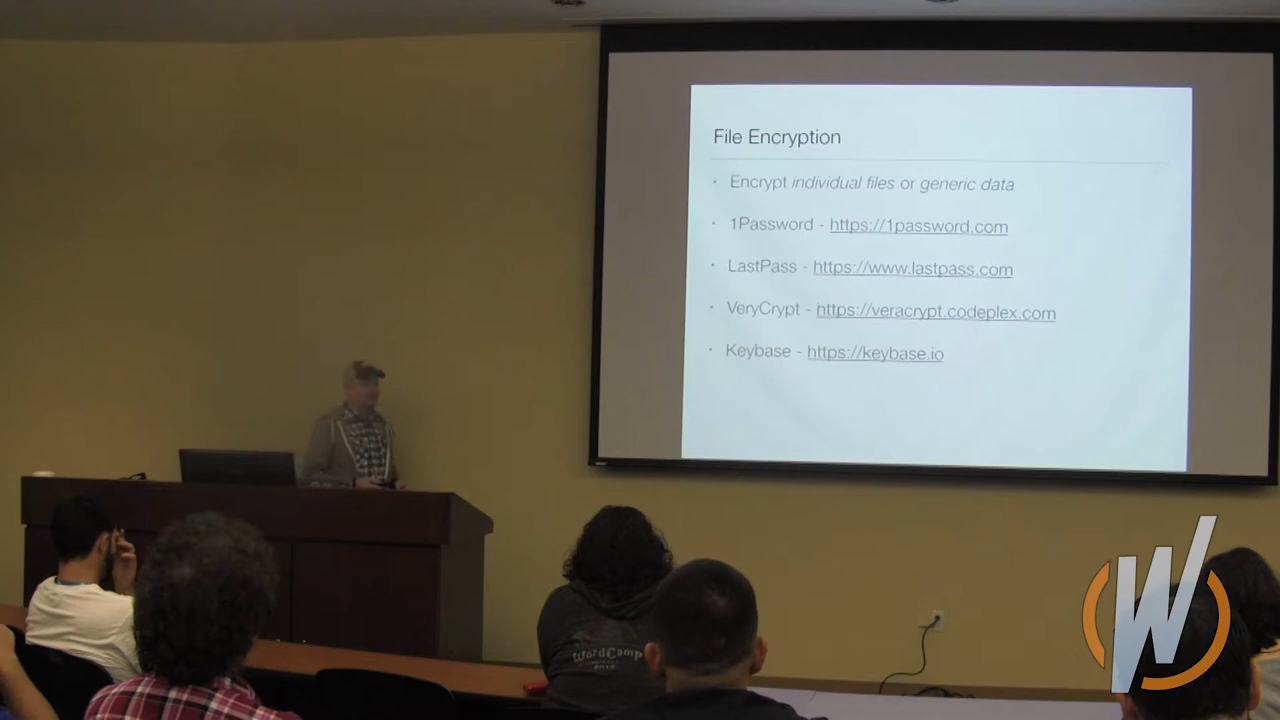 File Encryption
• Encrypt individual files or generic data
• 1Password - https://1password.com
• LastPass - https://www.lastpass.com
• VeryCrypt - https://veracrypt.codeplex.com
• Keybase - https://keybase.io
WordCamp
W